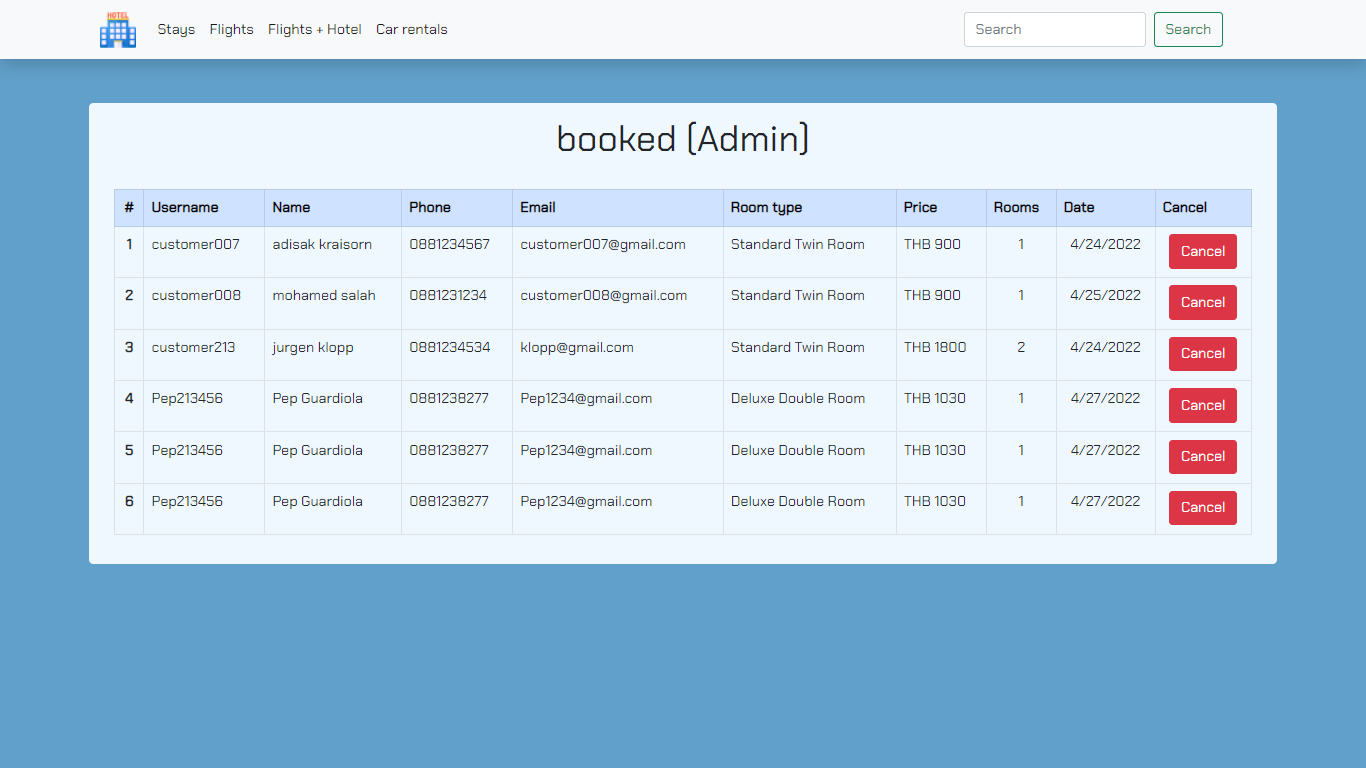 HOTEL
Stays Flights Flights + Hotel Car rentals Search Search
booked (Admin)
# Username Name Phone Email Room type Price Rooms Date Cancel
1 customer007 adisak kraisorn 0881234567 customer007@gmail.com Standard Twin Room THB 900 1 4/24/2022 Cancel
2 customer008 mohamed salah 0881231234 customer008@gmail.com Standard Twin Room THB 900 1 4/25/2022 Cancel
3 customer213 jurgen klopp 0881234534 klopp@gmail.com Standard Twin Room THB 1800 2 4/24/2022 Cancel
4 Pep213456 Pep Guardiola 0881238277 Pep1234@gmail.com Deluxe Double Room THB 1030 1 4/27/2022 Cancel
5 Pep213456 Pep Guardiola 0881238277 Pep1234@gmail.com Deluxe Double Room THB 1030 1 4/27/2022 Cancel
6 Pep213456 Pep Guardiola 0881238277 Pep1234@gmail.com Deluxe Double Room THB 1030 1 4/27/2022 Cancel